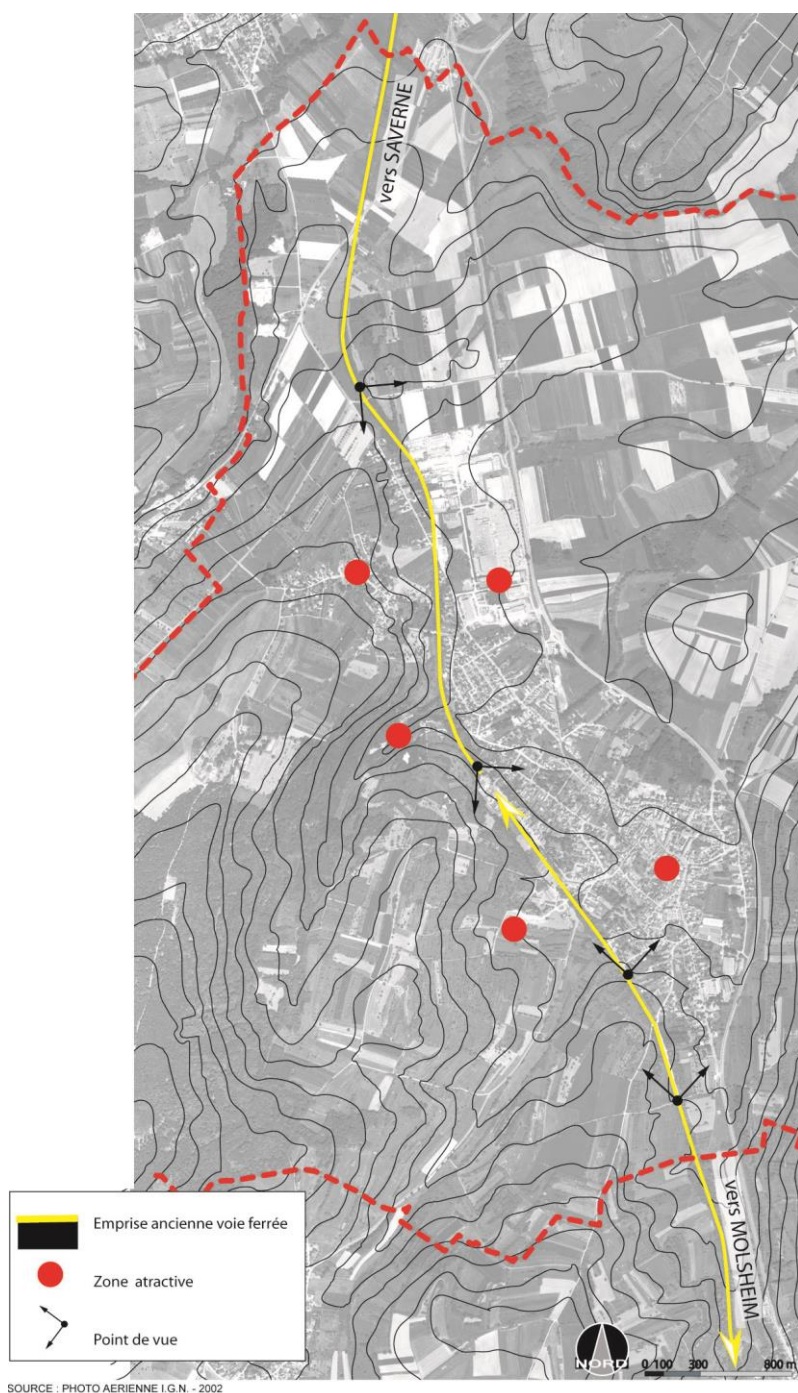 vers SAVERNE
vers MOLSHEIM
Emprise ancienne voie ferrée
Zone atractive
Point de vue
NORD
0 100 300 800 m
SOURCE : PHOTO AERIENNE I.G.N. - 2002